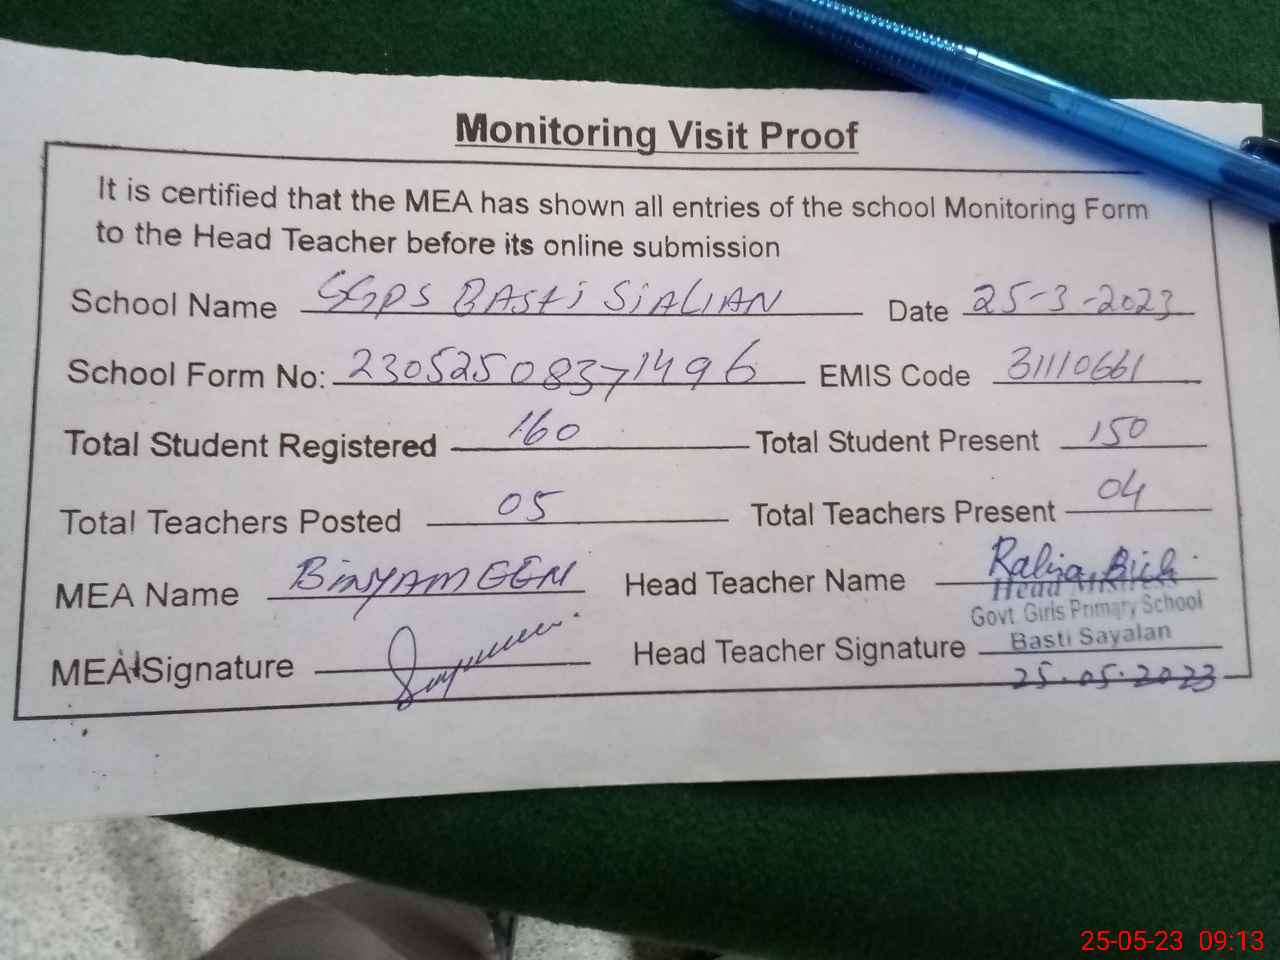 Monitoring Visit Proof
It is certified that the MEA has shown all entries of the school Monitoring Form
to the Head Teacher before its online submission
School Name GGPS BASTi SiALIAN Date 25-3-2023
School Form No: 23052508371496 EMIS Code 31110661
Total Student Registered 160 Total Student Present 150
Total Teachers Posted 05 Total Teachers Present 04
MEA Name BiNYAMEEN Head Teacher Name Rabia Bibi
Head Mistress
Govt. Girls Primary School
MEA Signature Head Teacher Signature Basti Sayalan
25.05.2023
25-05-23 09:13